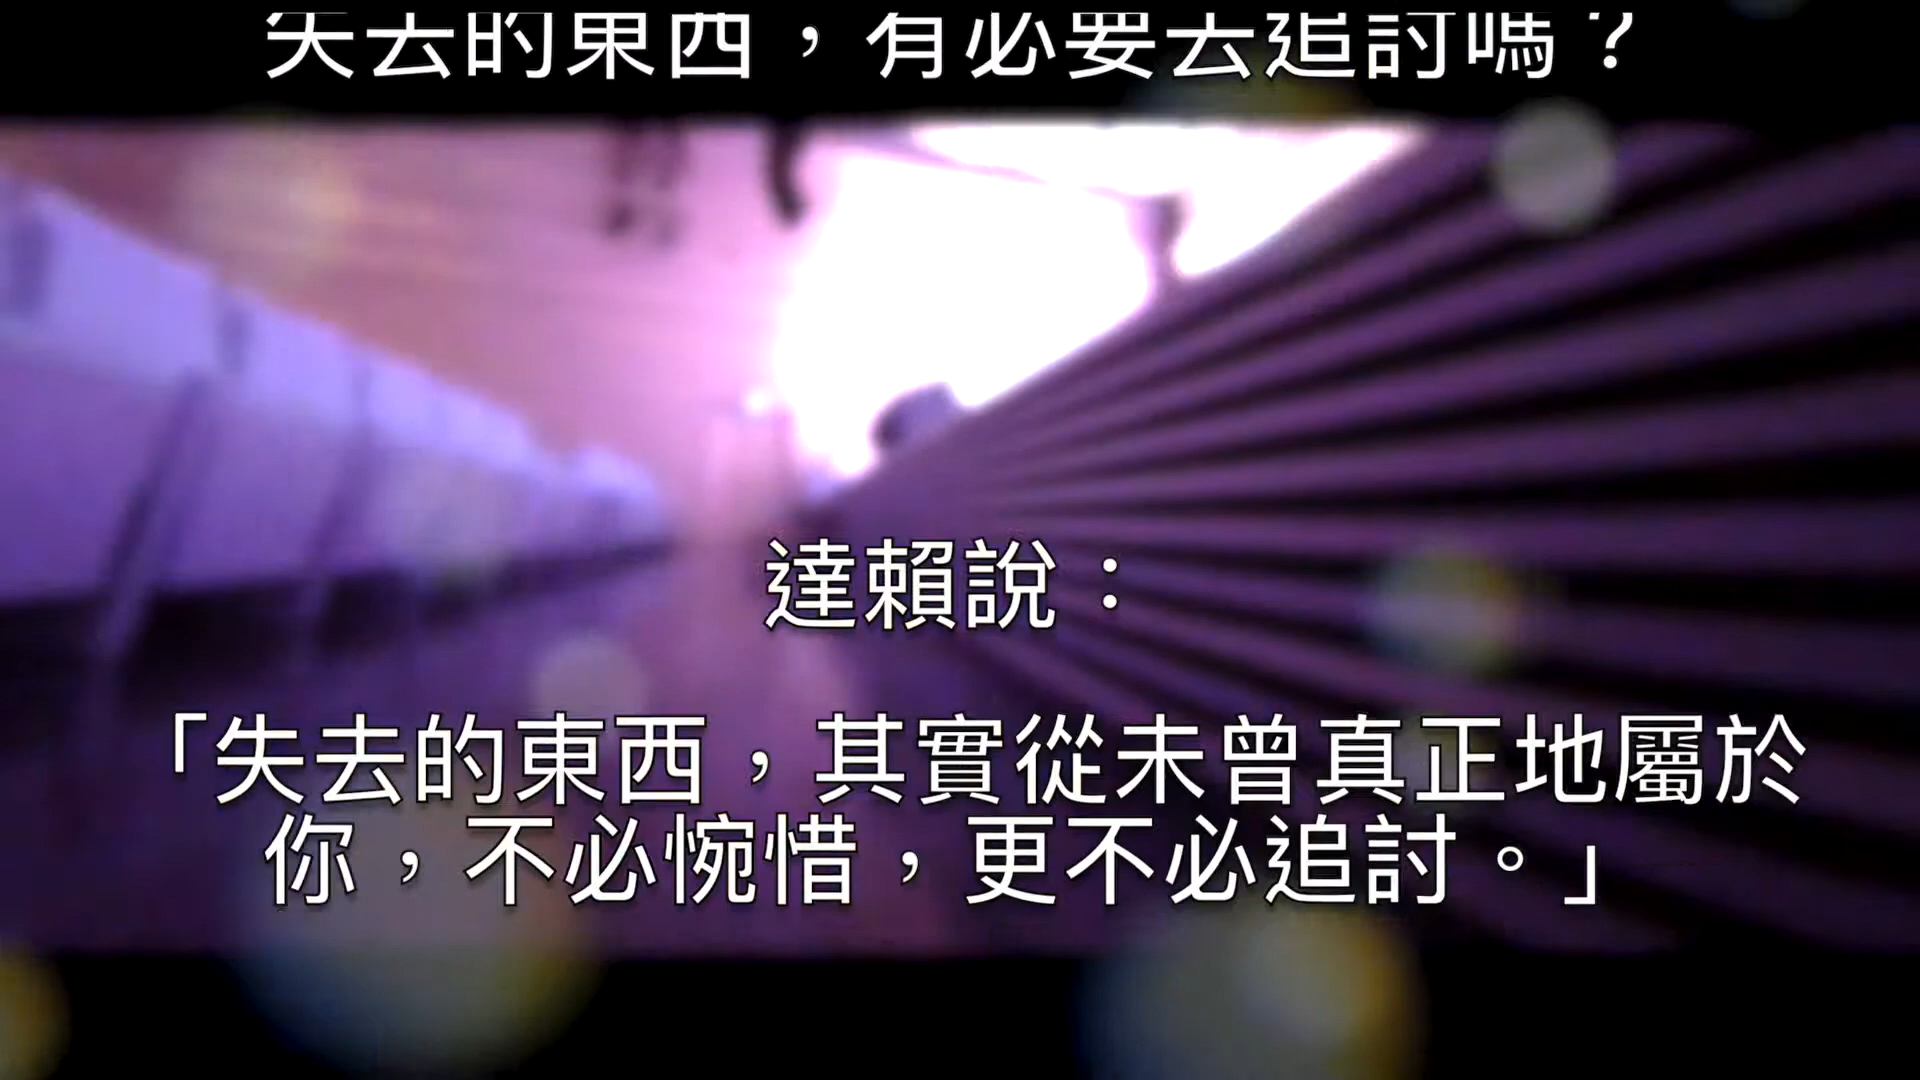 失去的東西，有必要去追討嗎？
達賴說：
「失去的東西，其實從未曾真正地屬於
你，不必惋惜，更不必追討。」